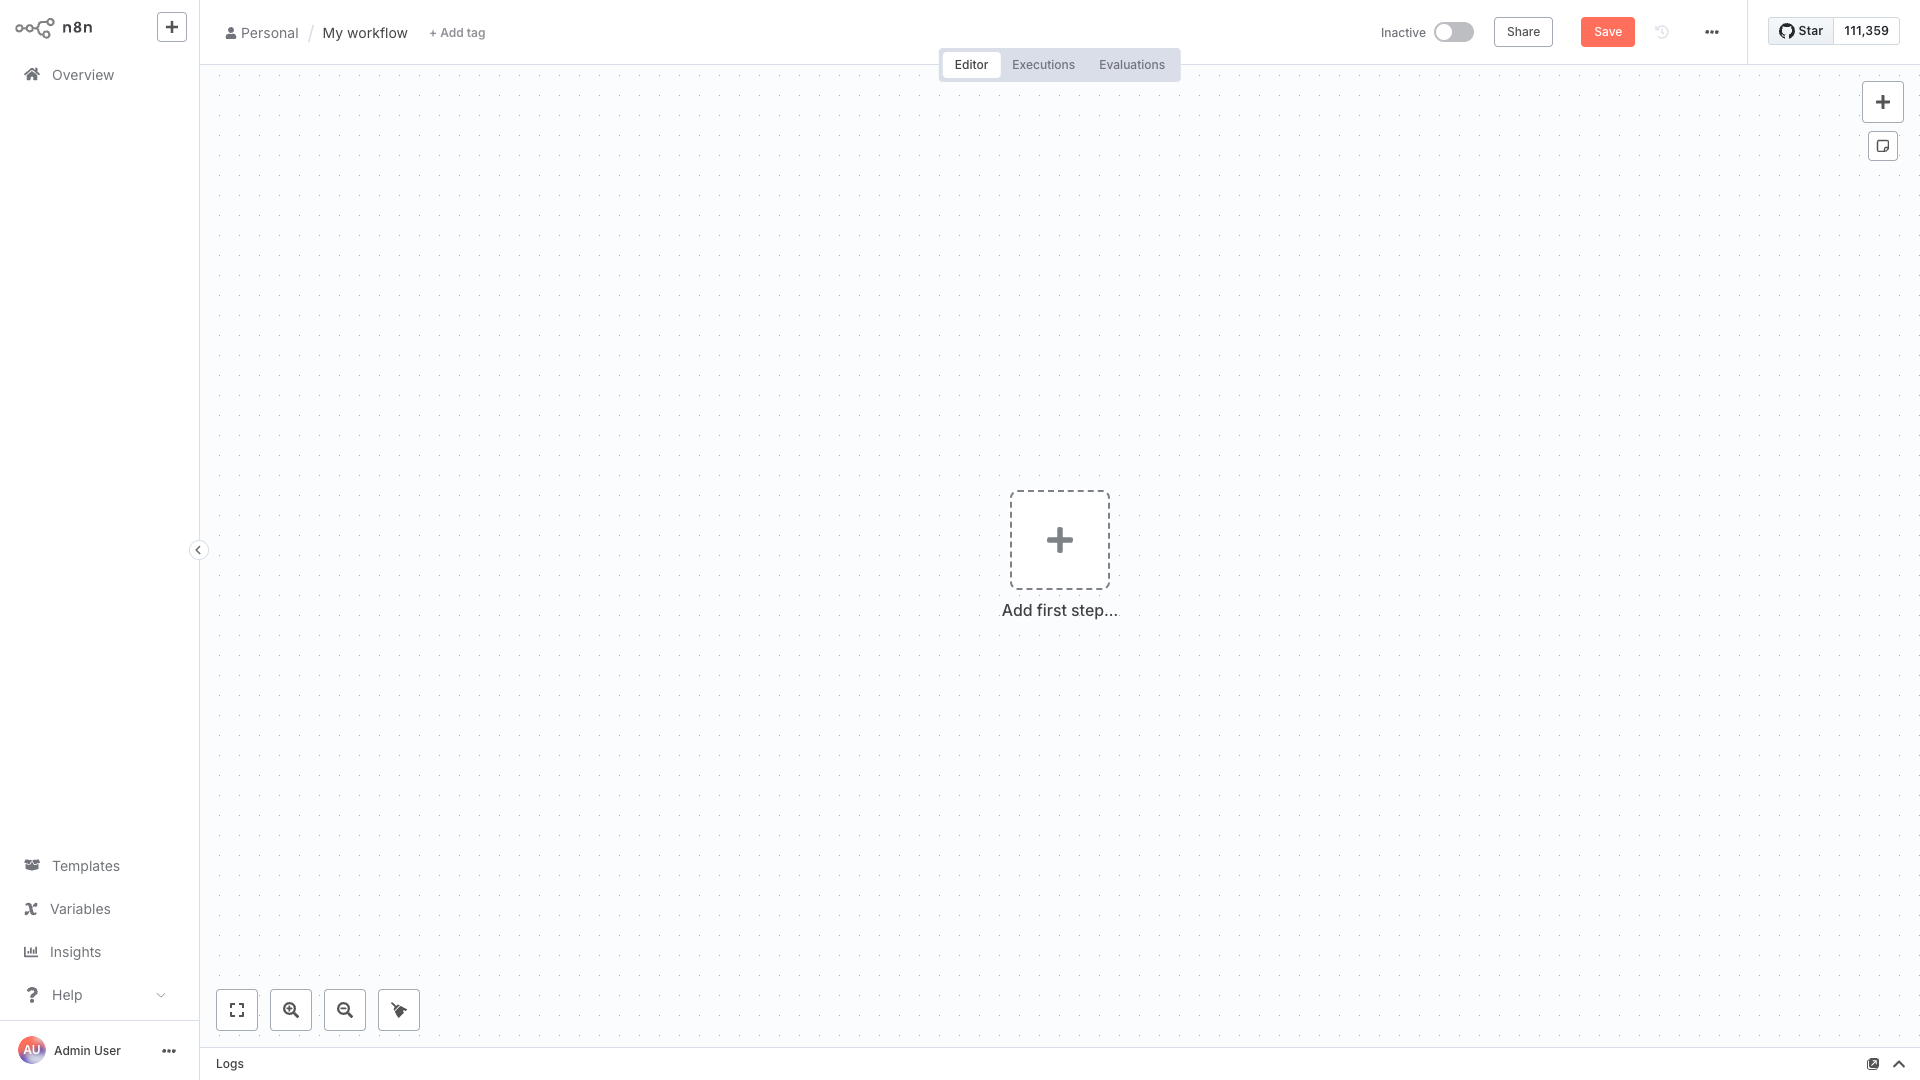 n8n
Personal / My workflow + Add tag
Inactive
Share
Save
Star 111,359
Editor Executions Evaluations
Overview
Add first step...
Templates
Variables
Insights
Help
AU Admin User
Logs